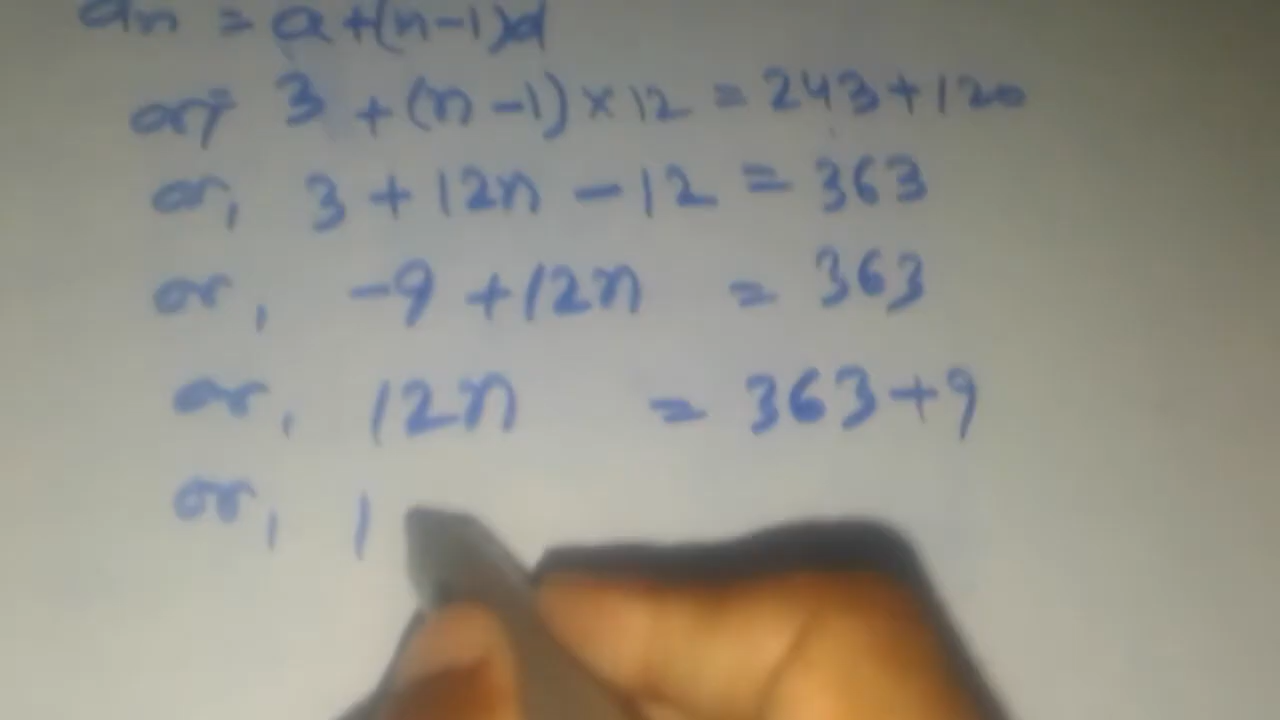 an = a+(n-1)d
or, 3 + (n-1) × 12 = 243 + 120
or, 3 + 12n - 12 = 363
or, -9 + 12n = 363
or, 12n = 363 + 9
or, 1